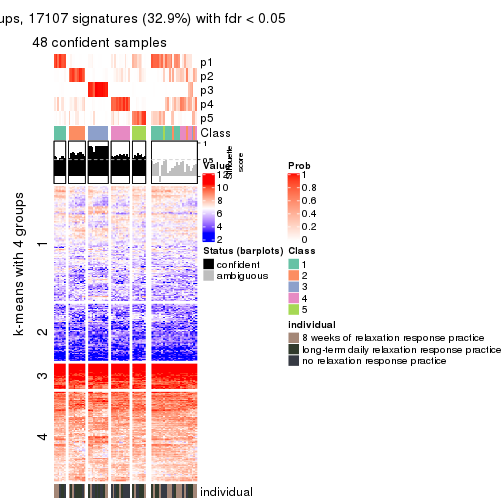 ups, 17107 signatures (32.9%) with fdr < 0.05
48 confident samples
p1
p2
p3
p4
p5
Class
1
0.5
0
Silhouette
score
k-means with 4 groups
1
2
3
4
individual
Value
12
10
8
6
4
2
Prob
1
0.8
0.6
0.4
0.2
0
Status (barplots)
confident
ambiguous
Class
1
2
3
4
5
individual
8 weeks of relaxation response practice
long-term daily relaxation response practice
no relaxation response practice